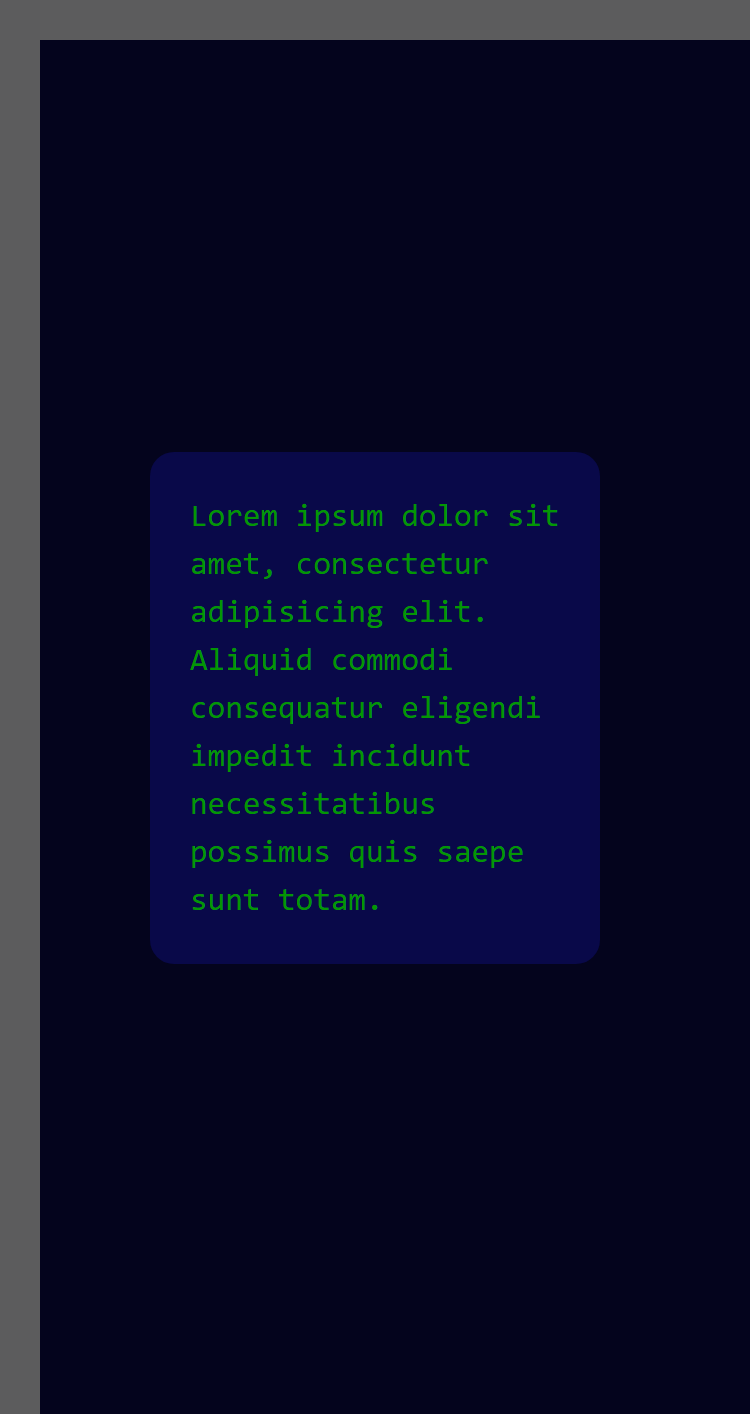 Lorem ipsum dolor sit
amet, consectetur
adipisicing elit.
Aliquid commodi
consequatur eligendi
impedit incidunt
necessitatibus
possimus quis saepe
sunt totam.